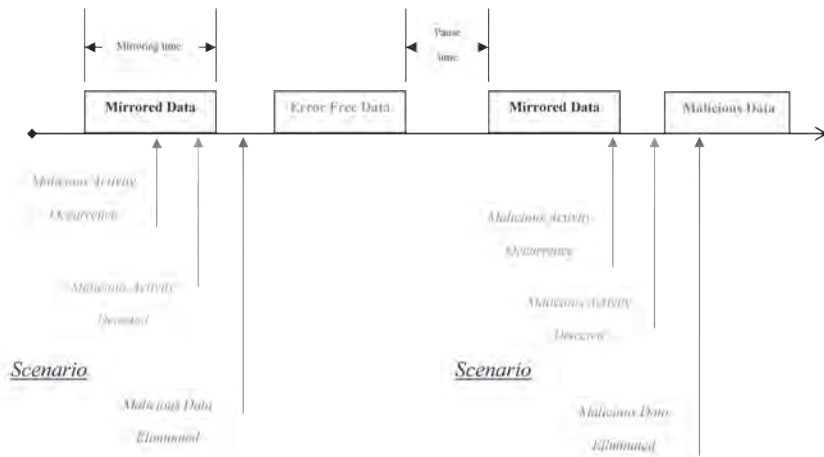 Pause
Mirroring time
time
Mirrored Data
Error Free Data
Mirrored Data
Malicious Data
Malicious Activity
Occurrence
Malicious Activity
Occurrence
Malicious Activity
Malicious Activity
Detected
Scenario
Scenario
Malicious Data
Eliminated
Malicious Data
Eliminated